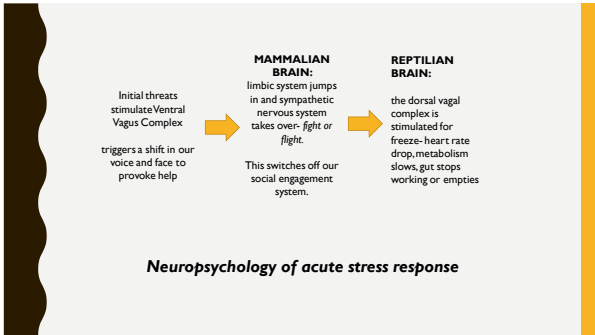 Initial threats
stimulate Ventral
Vagus Complex
triggers a shift in our
voice and face to
provoke help
MAMMALIAN
BRAIN:
limbic system jumps
in and sympathetic
nervous system
takes over- fight or
flight.
This switches off our
social engagement
system.
REPTILIAN
BRAIN:
the dorsal vagal
complex is
stimulated for
freeze- heart rate
drop, metabolism
slows, gut stops
working or empties
Neuropsychology of acute stress response